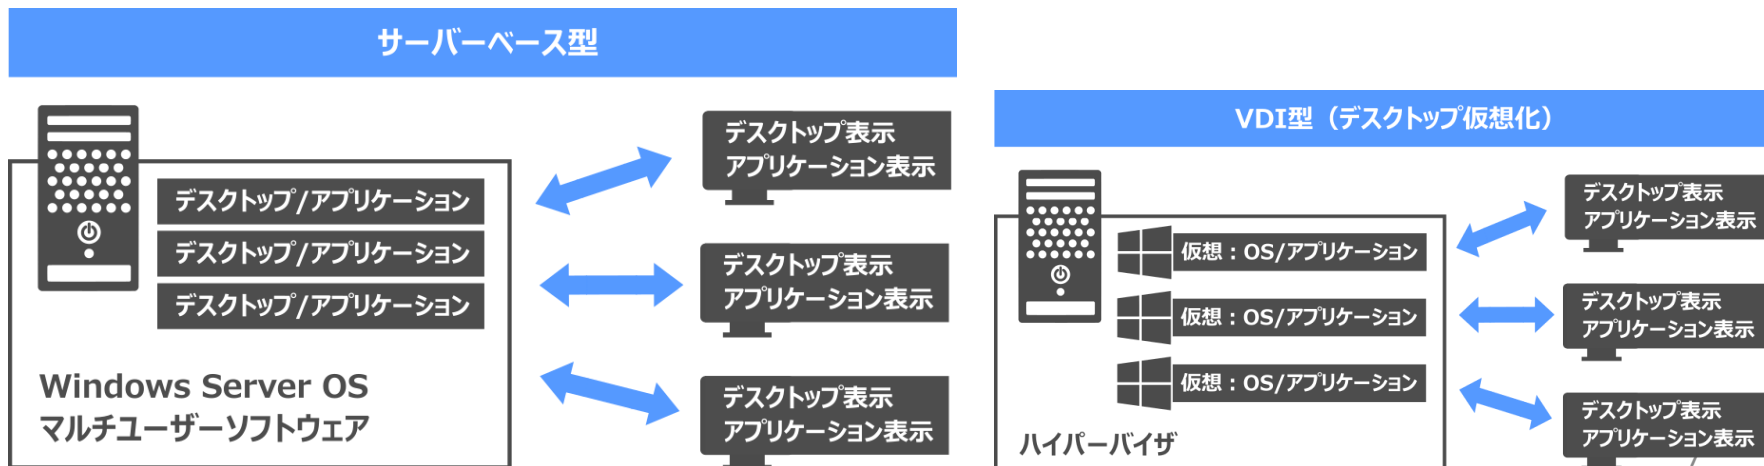 サーバーベース型
デスクトップ/アプリケーション
デスクトップ/アプリケーション
デスクトップ/アプリケーション
Windows Server OS
マルチユーザーソフトウェア
デスクトップ表示
アプリケーション表示
デスクトップ表示
アプリケーション表示
デスクトップ表示
アプリケーション表示
VDI型（デスクトップ仮想化）
仮想：OS/アプリケーション
仮想：OS/アプリケーション
仮想：OS/アプリケーション
ハイパーバイザ
デスクトップ表示
アプリケーション表示
デスクトップ表示
アプリケーション表示
デスクトップ表示
アプリケーション表示